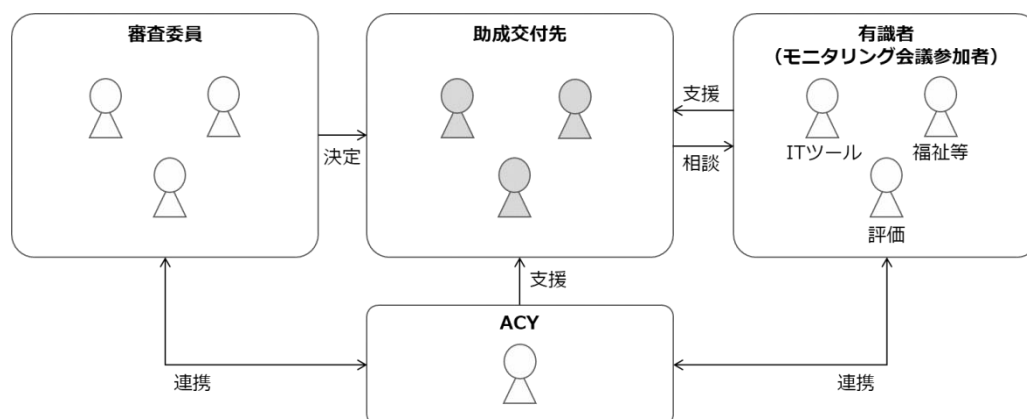 審査委員
助成交付先
有識者
（モニタリング会議参加者）
決定
支援
相談
ITツール
福祉等
評価
支援
ACY
連携
連携